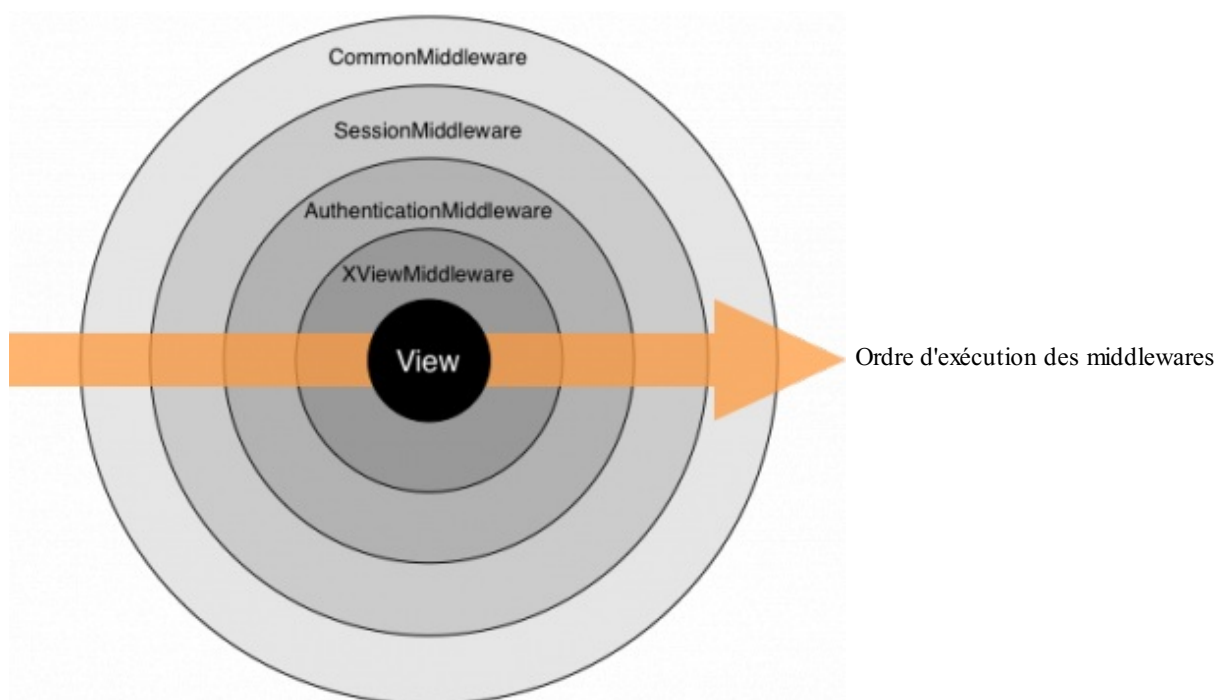 CommonMiddleware
SessionMiddleware
AuthenticationMiddleware
XViewMiddleware
View
Ordre d'exécution des middlewares